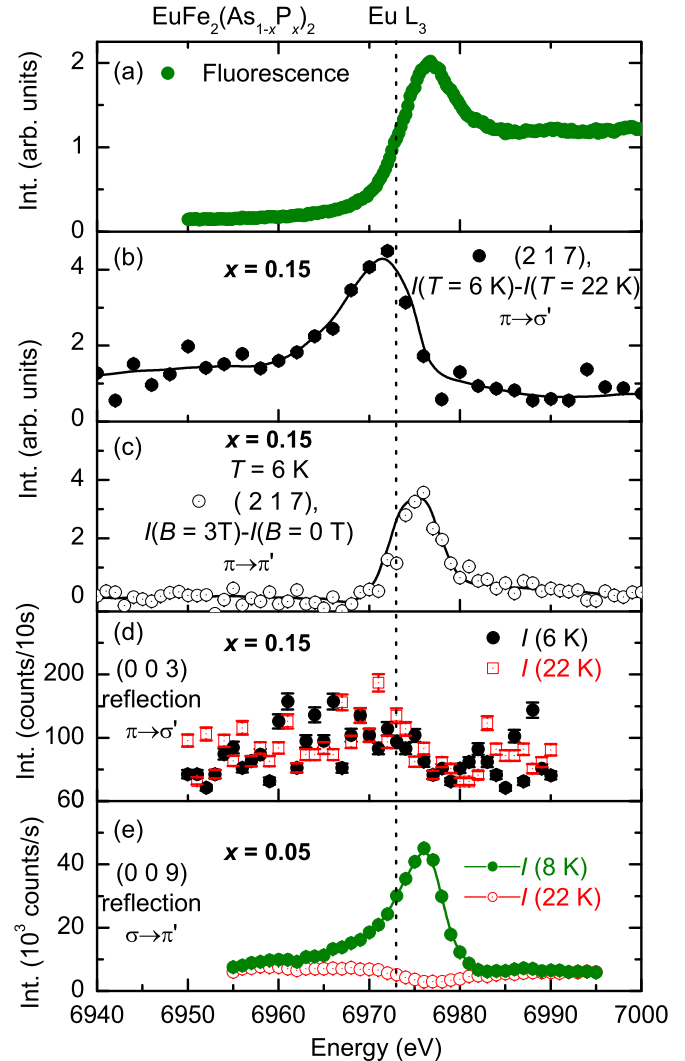 EuFe₂(As₁₋ₓPₓ)₂ Eu L₃
(a) Fluorescence
Int. (arb. units)
2
1
0
(b)
x = 0.15
(2 1 7),
I(T = 6 K)-I(T = 22 K)
π→σ'
4
2
0
Int. (arb. units)
(c)
x = 0.15
T = 6 K
(2 1 7),
I(B = 3T)-I(B = 0 T)
π→π'
4
2
0
(d)
x = 0.15
(0 0 3)
reflection
π→σ'
I (6 K)
I (22 K)
Int. (counts/10s)
200
100
60
(e)
x = 0.05
(0 0 9)
reflection
σ→π'
I (8 K)
I (22 K)
Int. (10³ counts/s)
40
20
0
6940 6950 6960 6970 6980 6990 7000
Energy (eV)